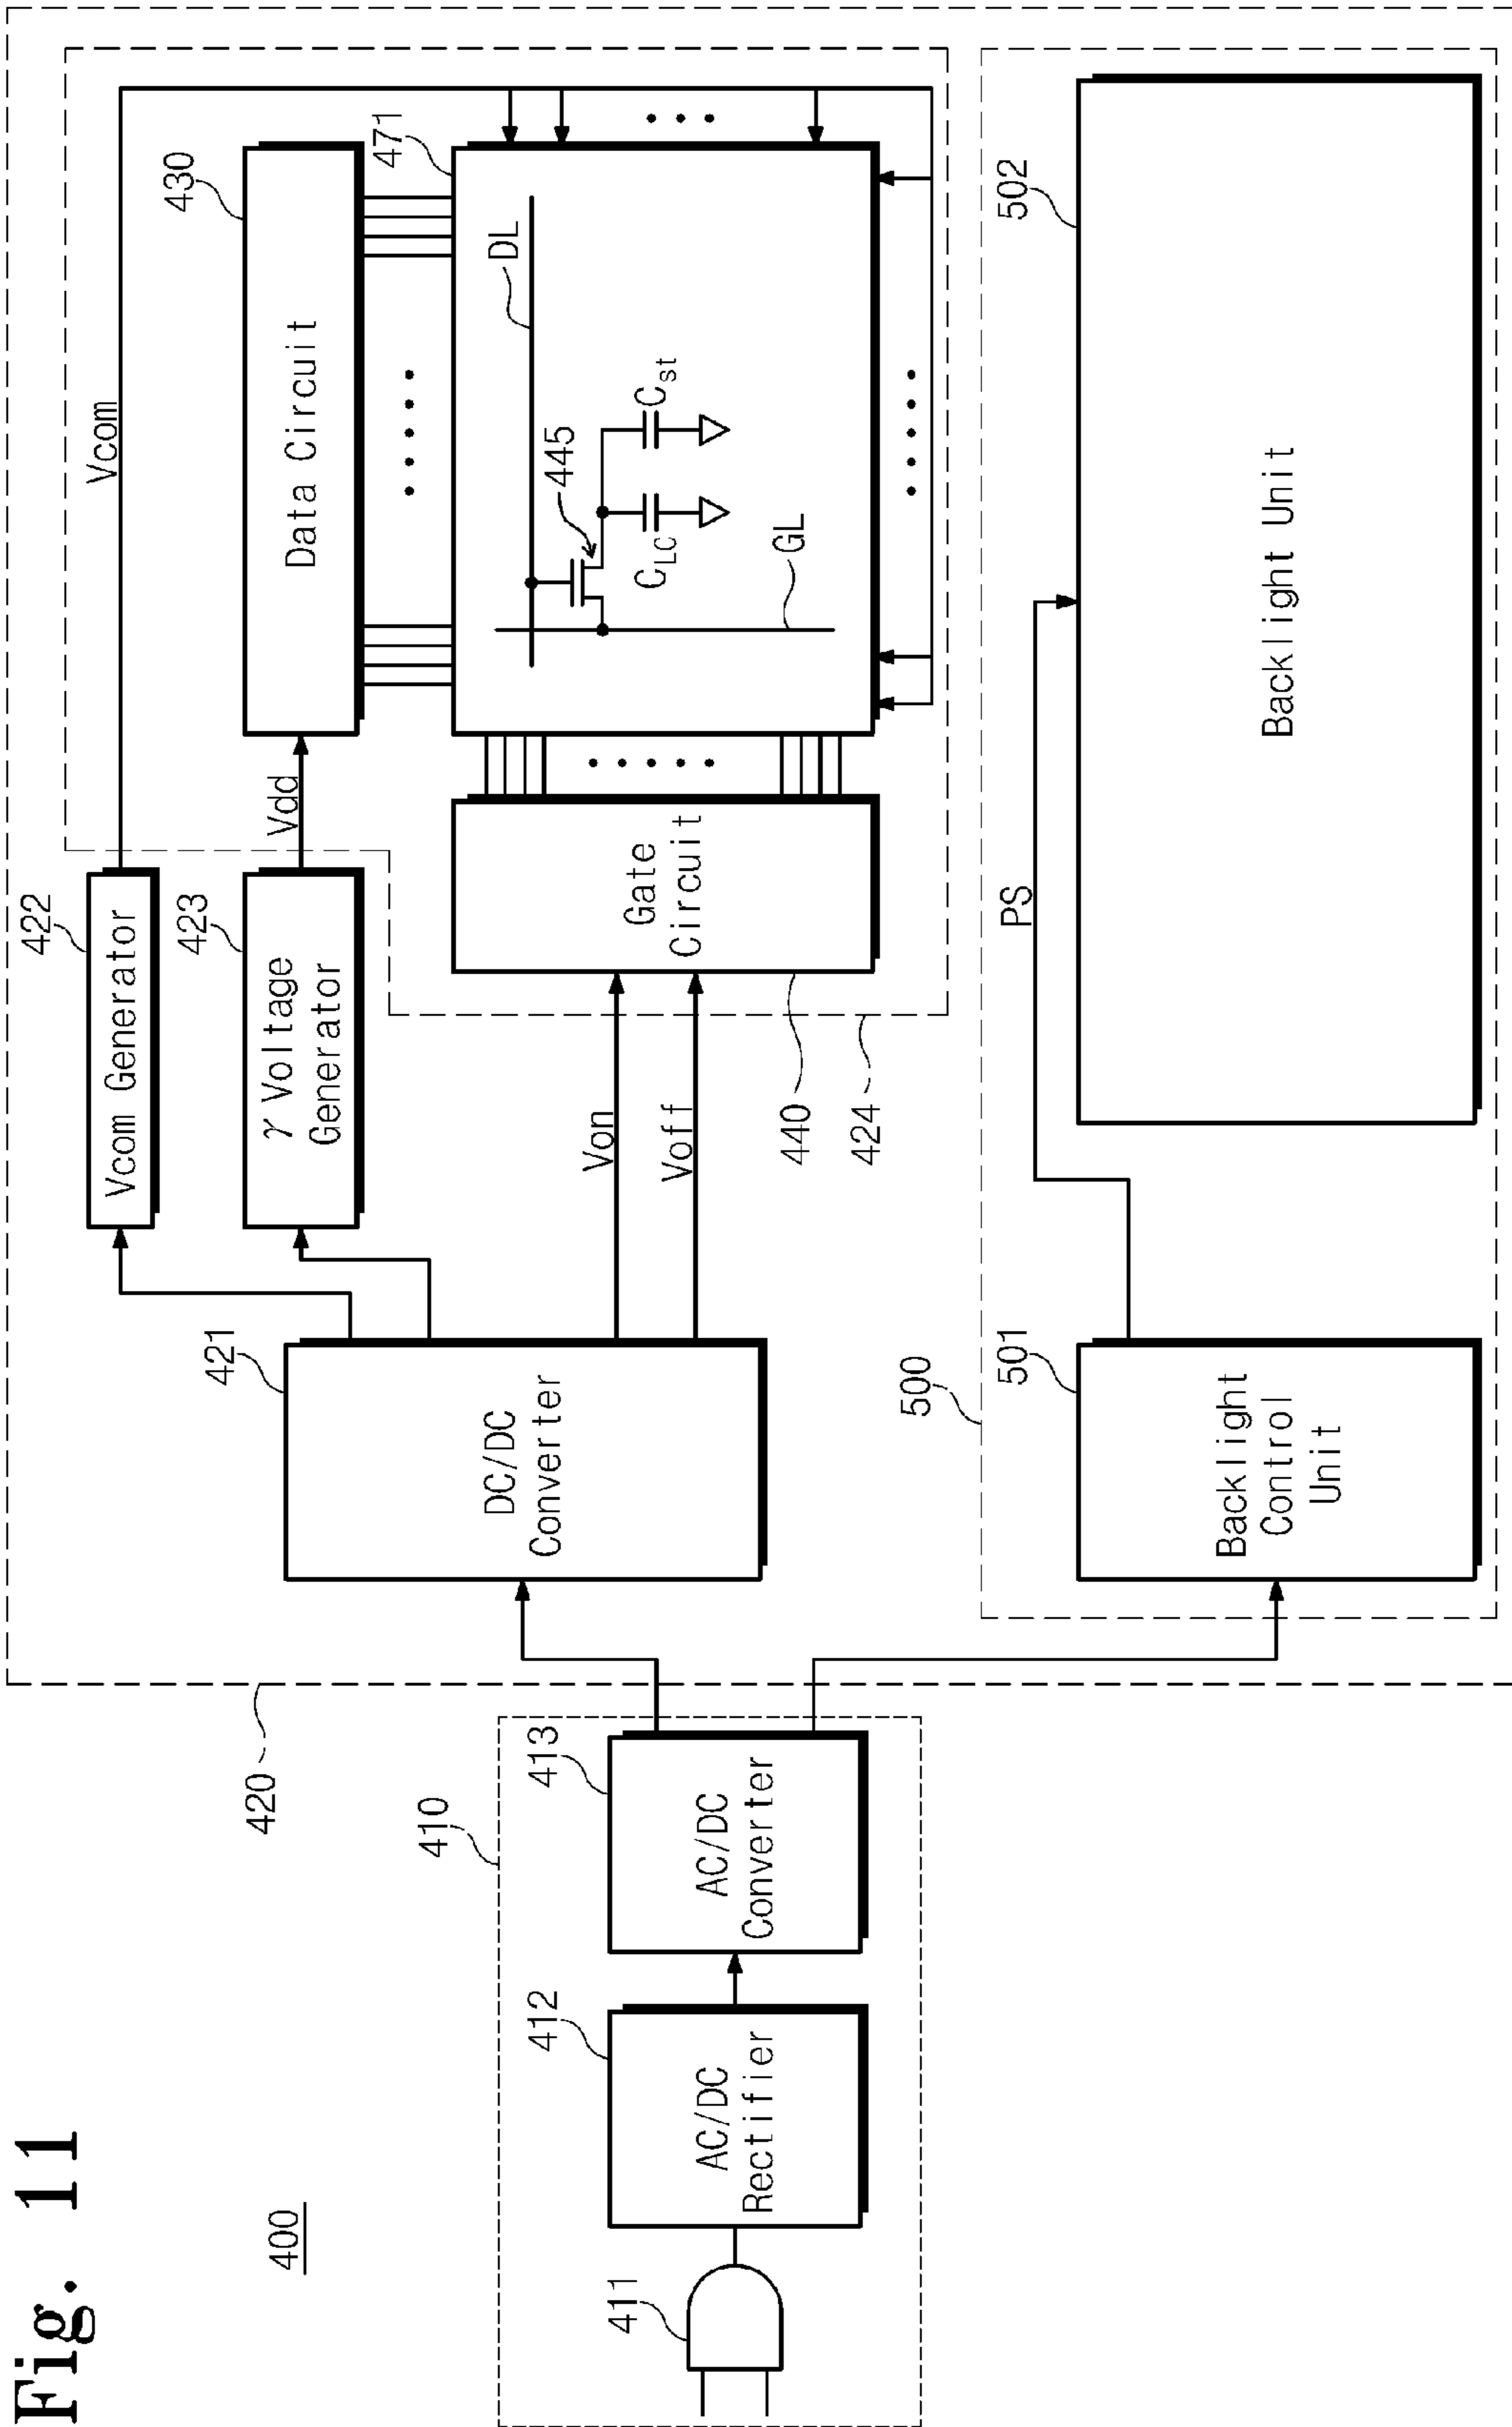 Fig. 11
400
410
411
412
AC/DC
Rectifier
413
AC/DC
Converter
420
421
DC/DC
Converter
422
Vcom Generator
Vcom
423
γ Voltage
Generator
Vdd
430
Data Circuit
Von
Voff
440
424
Gate
Circuit
471
DL
445
CLC
Cst
GL
500
501
Backlight
Control
Unit
PS
502
Backlight Unit